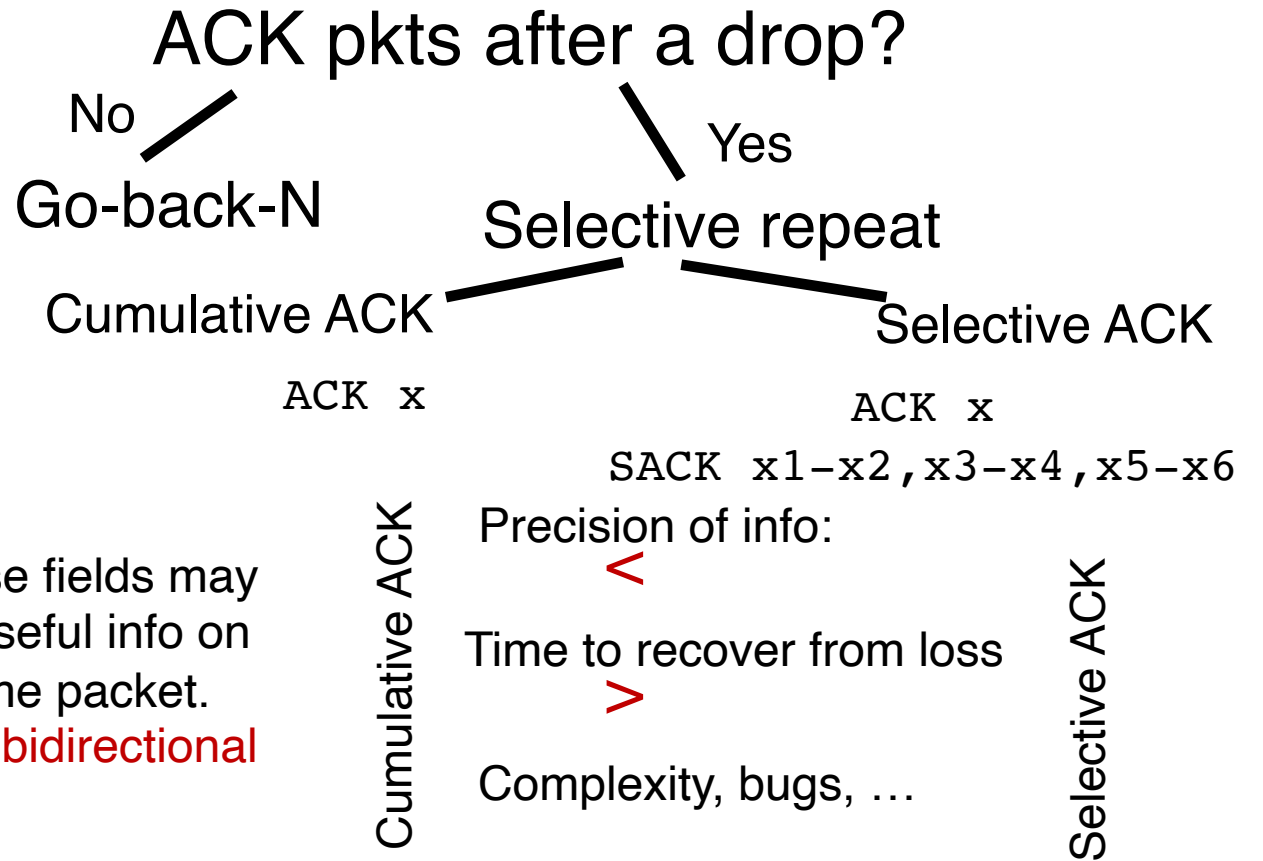 ACK pkts after a drop?
No
Yes
Go-back-N
Selective repeat
Cumulative ACK
Selective ACK
ACK x
ACK x
SACK x1-x2,x3-x4,x5-x6
Cumulative ACK
Precision of info:
<
Time to recover from loss
>
Complexity, bugs, …
Selective ACK
fields may
info on
packet.
bidirectional